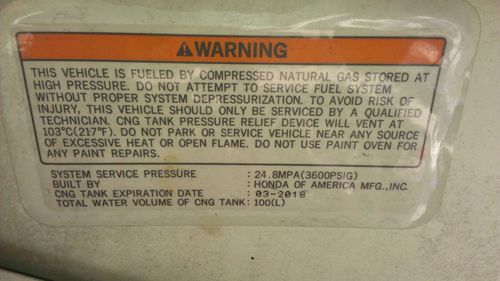 ⚠WARNING
THIS VEHICLE IS FUELED BY COMPRESSED NATURAL GAS STORED AT
HIGH PRESSURE. DO NOT ATTEMPT TO SERVICE FUEL SYSTEM
WITHOUT PROPER SYSTEM DEPRESSURIZATION. TO AVOID RISK OF
INJURY, THIS VEHICLE SHOULD ONLY BE SERVICED BY A QUALIFIED
TECHNICIAN. CNG TANK PRESSURE RELIEF DEVICE WILL VENT AT
103°C(217°F). DO NOT PARK OR SERVICE VEHICLE NEAR ANY SOURCE
OF EXCESSIVE HEAT OR OPEN FLAME. DO NOT USE PAINT OVEN FOR
ANY PAINT REPAIRS.
SYSTEM SERVICE PRESSURE : 24.8MPA(3600PSIG)
BUILT BY : HONDA OF AMERICA MFG.,INC.
CNG TANK EXPIRATION DATE : 03-2018
TOTAL WATER VOLUME OF CNG TANK: 100(L)